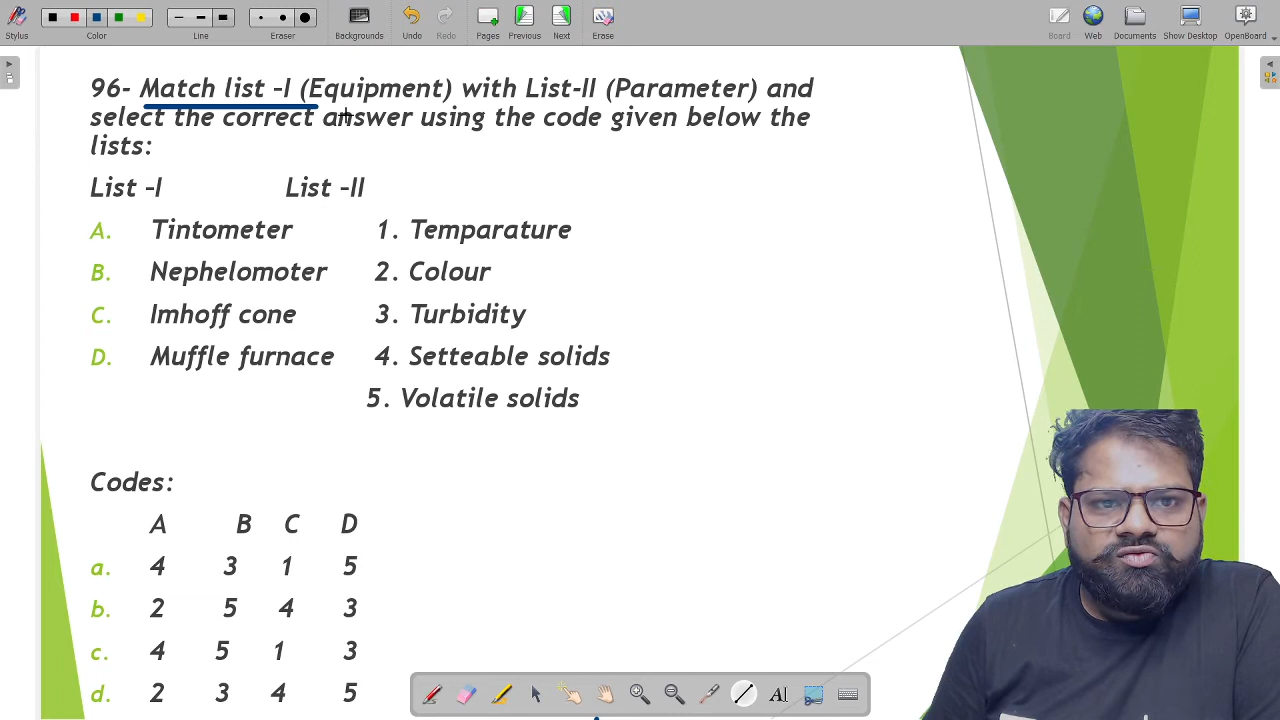 Stylus Color Line Eraser Backgrounds Undo Redo Pages Previous Next Erase Board Web Documents Show Desktop OpenBoard
96- Match list –I (Equipment) with List-II (Parameter) and
select the correct answer using the code given below the
lists:
List –I List –II
A. Tintometer 1. Temparature
B. Nephelomoter 2. Colour
C. Imhoff cone 3. Turbidity
D. Muffle furnace 4. Setteable solids
5. Volatile solids
Codes:
A B C D
a. 4 3 1 5
b. 2 5 4 3
c. 4 5 1 3
d. 2 3 4 5